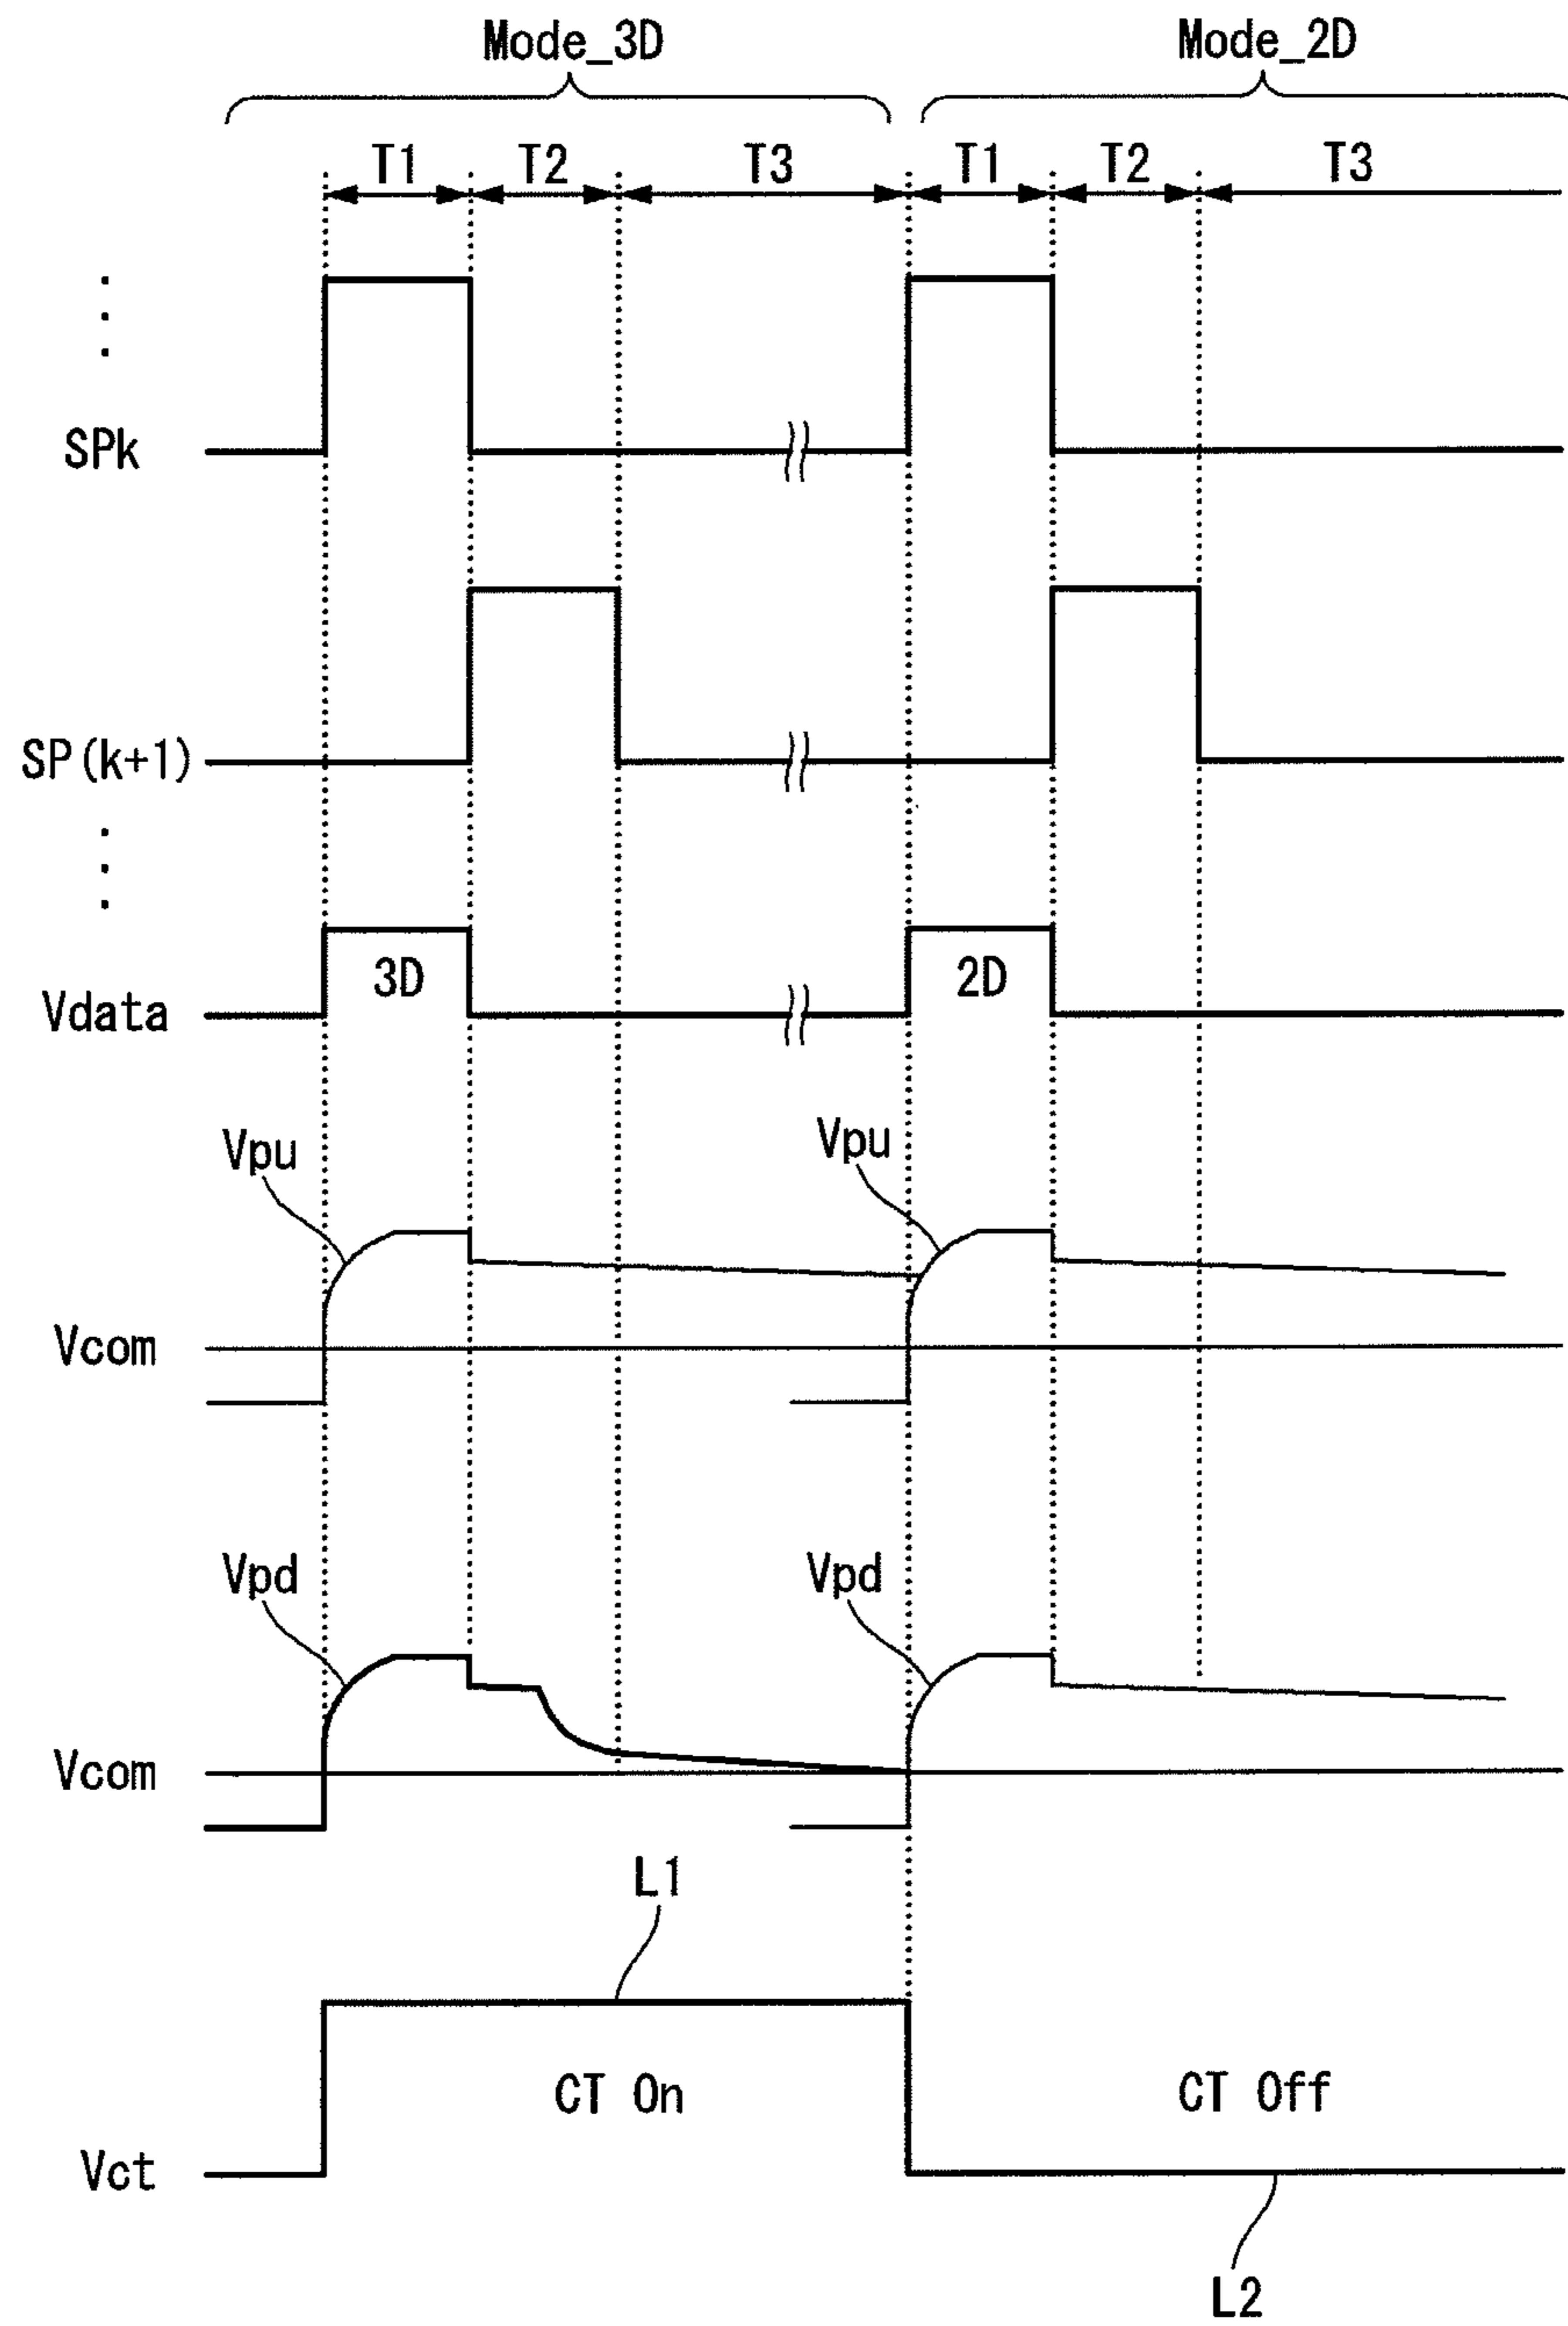 Mode_3D Mode_2D
T1 T2 T3 T1 T2 T3
SPk
SP(k+1)
3D 2D
Vdata
Vpu Vpu
Vcom
Vpd Vpd
Vcom
L1
CT On CT Off
Vct
L2